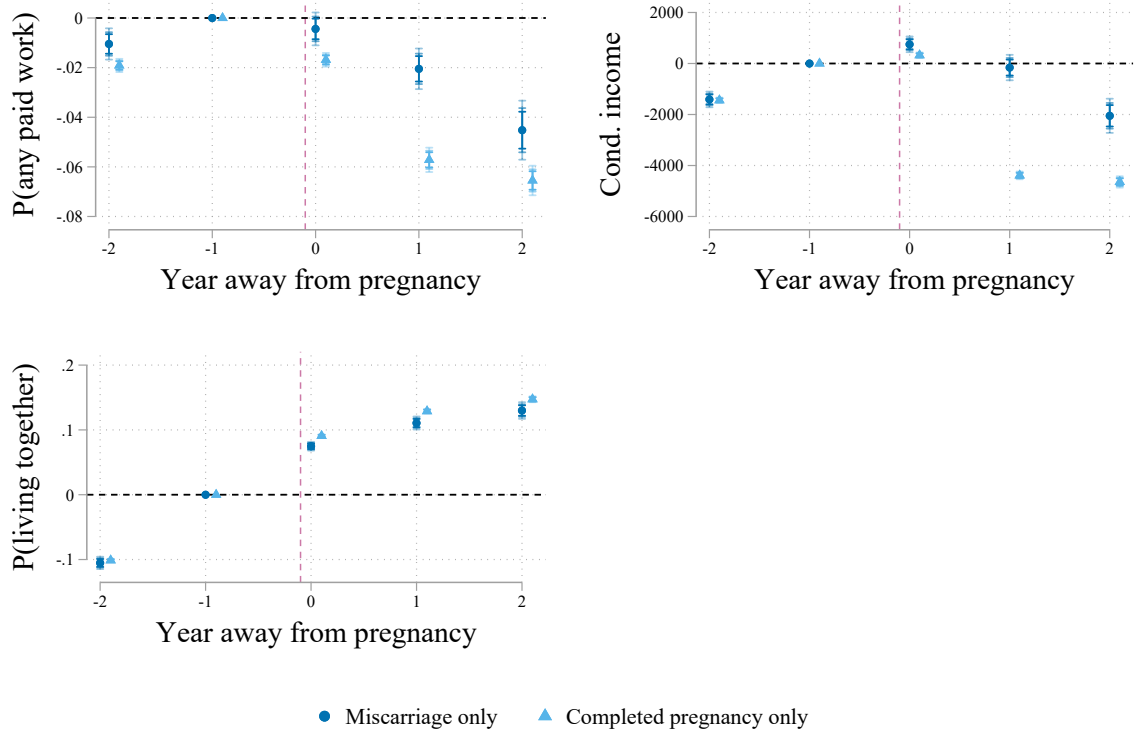 P(any paid work)
0
-.02
-.04
-.06
-.08
-2 -1 0 1 2
Year away from pregnancy
Cond. income
2000
0
-2000
-4000
-6000
-2 -1 0 1 2
Year away from pregnancy
P(living together)
.2
.1
0
-.1
-2 -1 0 1 2
Year away from pregnancy
Miscarriage only Completed pregnancy only